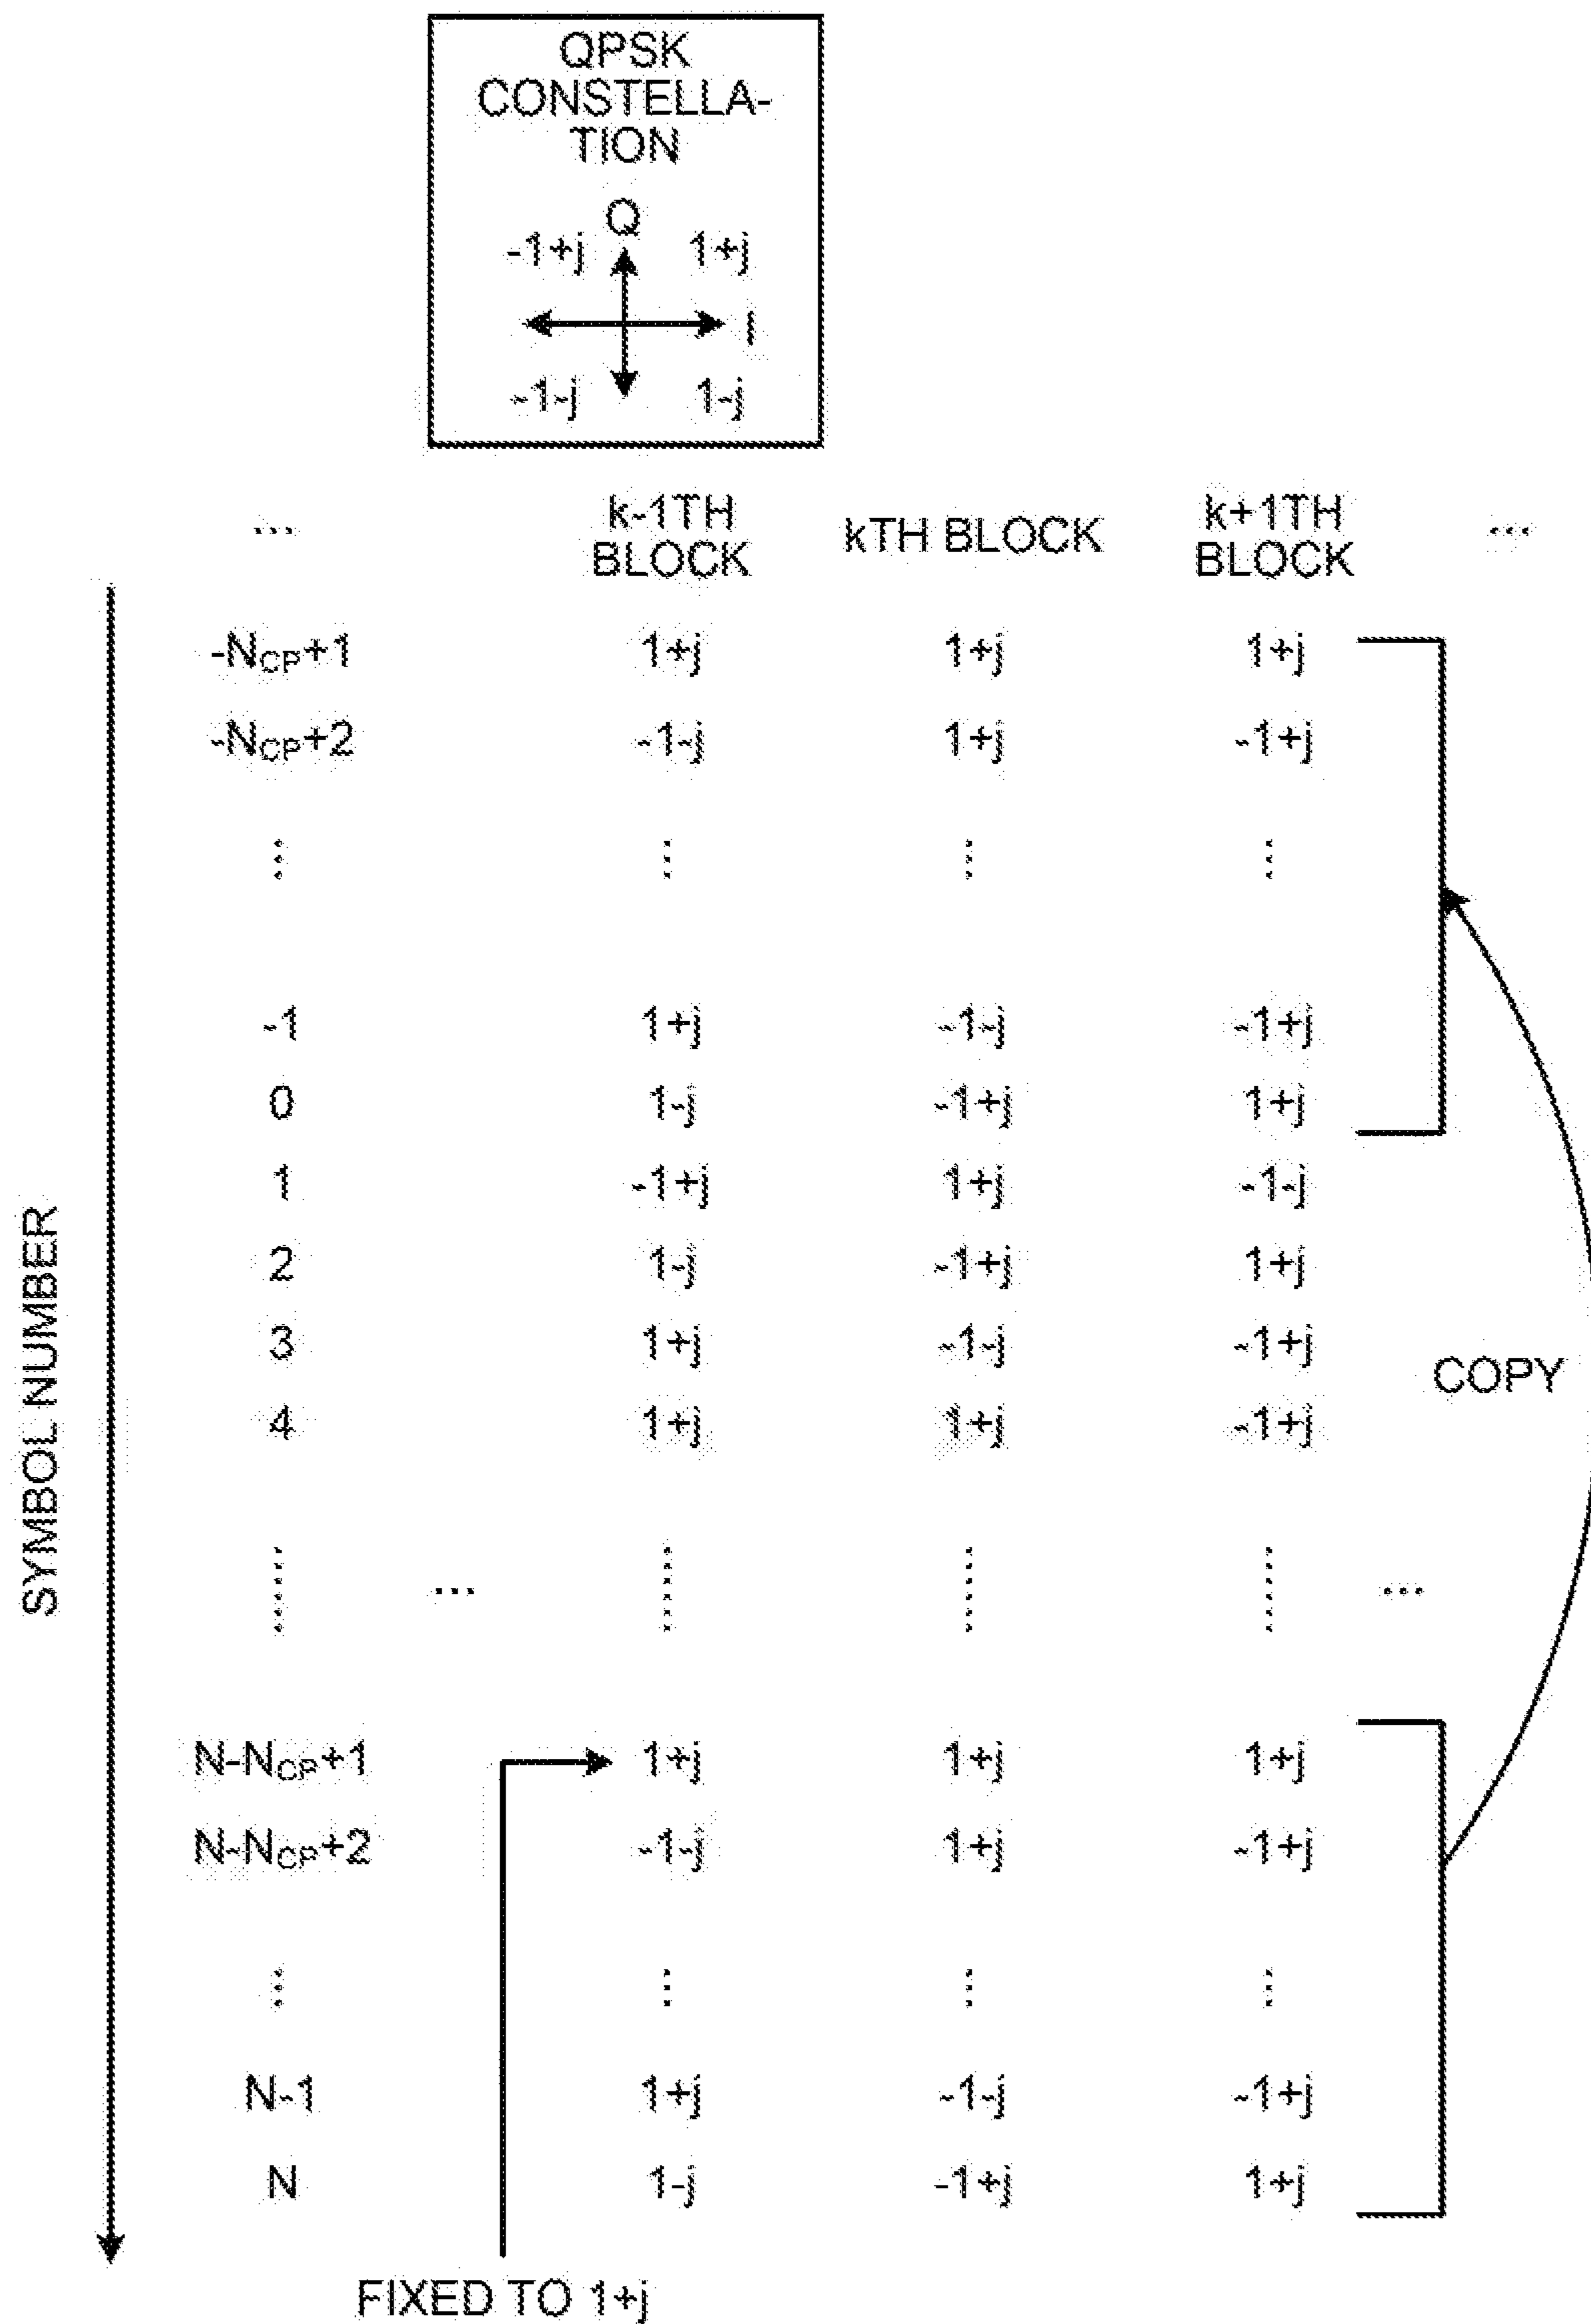 QPSK
CONSTELLA-
TION
Q
-1+j 1+j
I
-1-j 1-j
... k-1TH BLOCK kTH BLOCK k+1TH BLOCK ...
-NCP+1 1+j 1+j 1+j
-NCP+2 -1-j 1+j -1+j
... ... ... ...
-1 1+j -1-j -1+j
0 1-j -1+j 1+j
1 -1+j 1+j -1-j
2 1-j -1+j 1+j
3 1+j -1-j -1+j
COPY
4 1+j 1+j -1+j
SYMBOL NUMBER
...... ... ...... ...... ...... ...
N-NCP+1 1+j 1+j 1+j
N-NCP+2 -1-j 1+j -1+j
... ... ... ...
N-1 1+j -1-j -1+j
N 1-j -1+j 1+j
FIXED TO 1+j